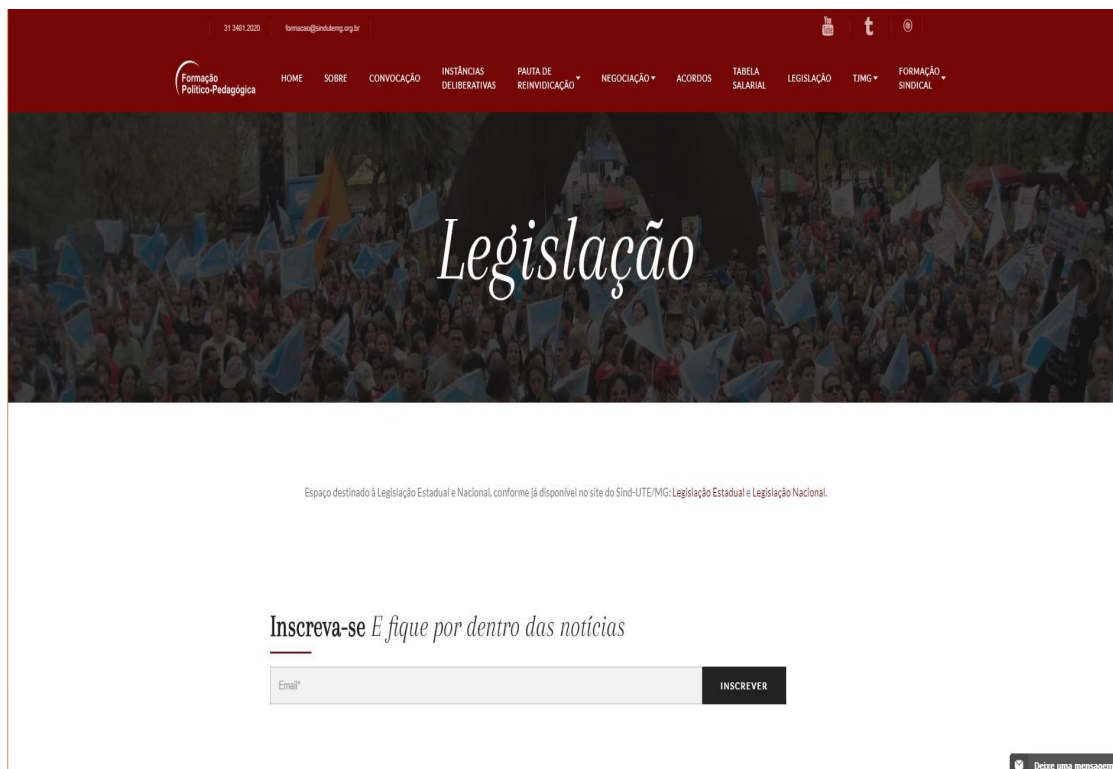 31 3481.2020 formacao@sindutemg.org.br
You Tube t
Formação
Político-Pedagógica
HOME SOBRE CONVOCAÇÃO INSTÂNCIAS DELIBERATIVAS PAUTA DE REINVIDICAÇÃO NEGOCIAÇÃO ACORDOS TABELA SALARIAL LEGISLAÇÃO TJMG FORMAÇÃO SINDICAL
Legislação
Espaço destinado à Legislação Estadual e Nacional, conforme já disponível no site do Sind-UTE/MG: Legislação Estadual e Legislação Nacional.
Inscreva-se E fique por dentro das notícias
Email* INSCREVER
Deixe uma mensagem